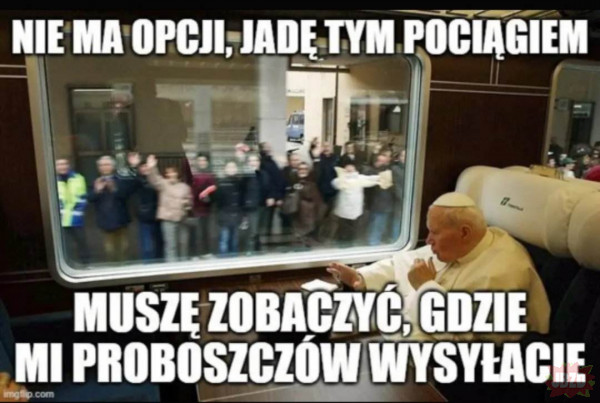 NIE MA OPCJI, JADĘ TYM POCIĄGIEM
MUSZĘ ZOBACZYĆ, GDZIE
MI PROBOSZCZÓW WYSYŁACIE
imgflip.com